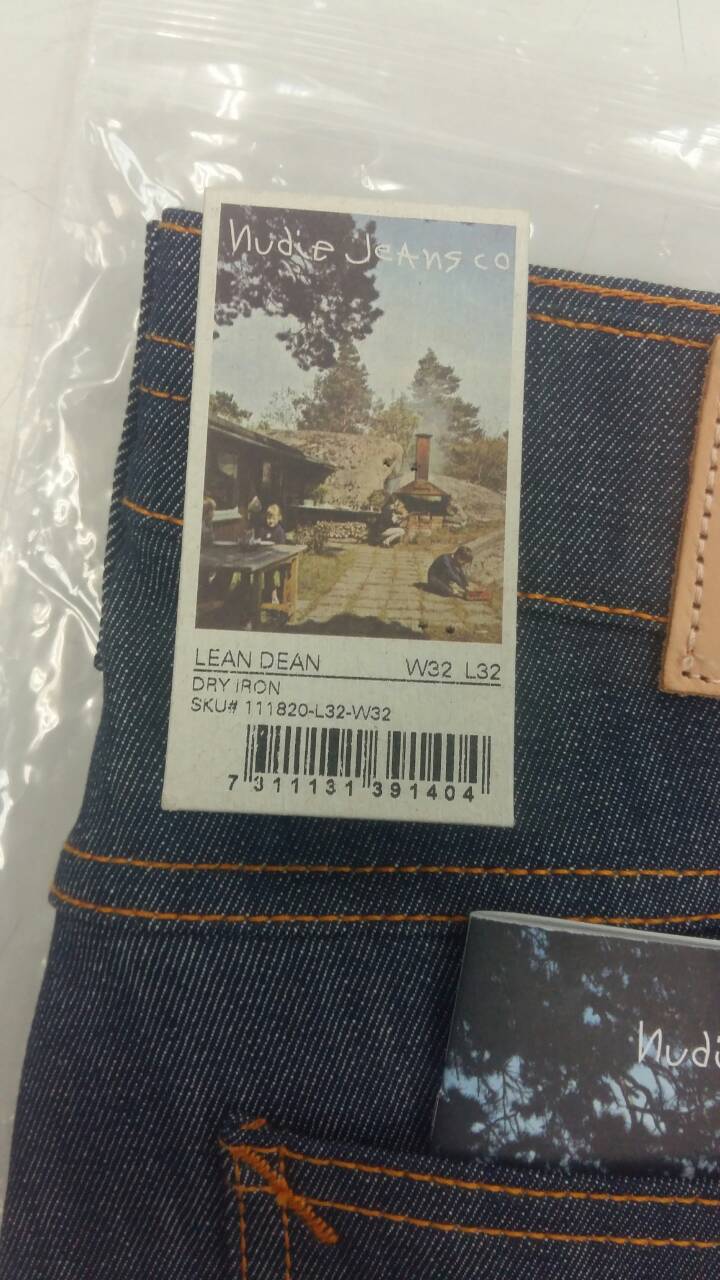 Nudie Jeans co
LEAN DEAN W32 L32
DRY IRON
SKU# 111820-L32-W32
7 311131 391404
Nudi